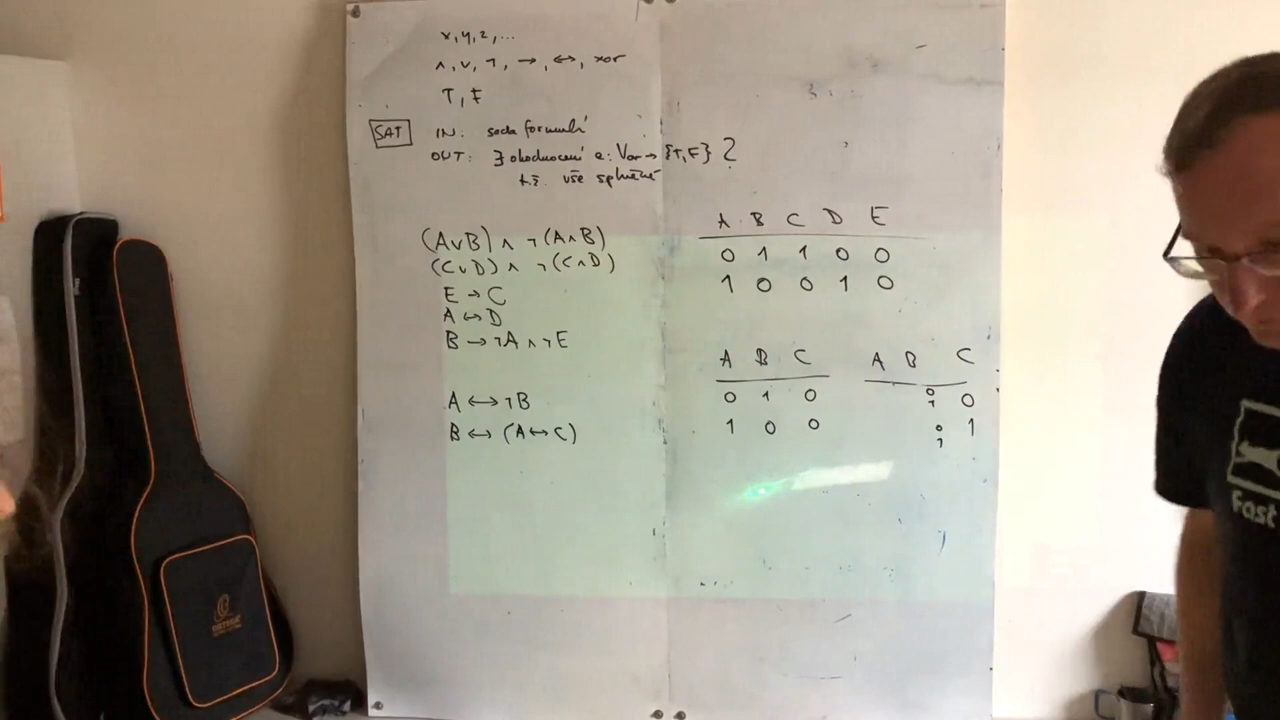 x, y, z, ...
∧, ∨, ¬, →, ↔, xor
T, F
SAT IN: sada formulí
OUT: ∃ ohodnocení e: Var → {T, F} ?
t.ž. vše splněné
(A∨B) ∧ ¬(A∧B)
(C∨D) ∧ ¬(C∧D)
E → C
A ↔ D
B → ¬A ∧ ¬E
A ↔ ¬B
B ↔ (A ↔ C)
A B C D E
0 1 1 0 0
1 0 0 1 0
A B C
0 1 0
1 0 0
A B C
0 0
1
0 1
1
Fast